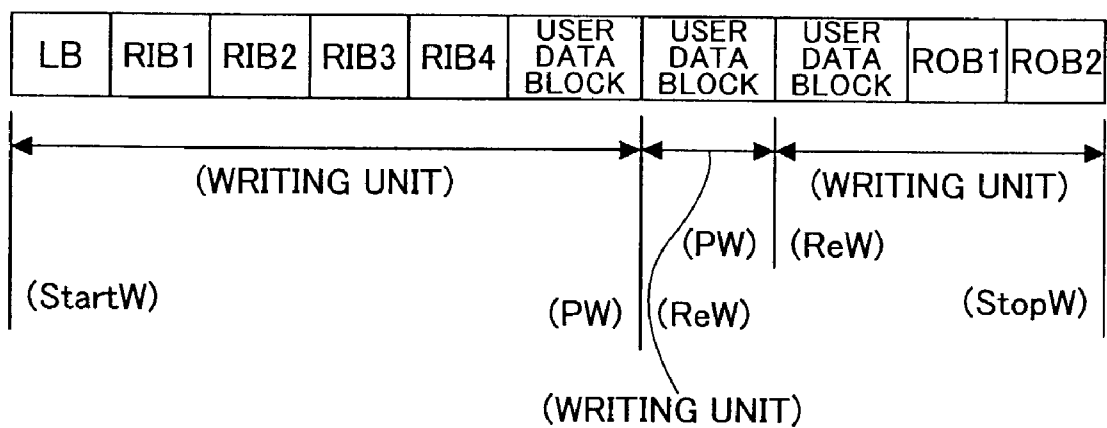 LB RIB1 RIB2 RIB3 RIB4 USER DATA BLOCK USER DATA BLOCK USER DATA BLOCK ROB1 ROB2
(WRITING UNIT) (WRITING UNIT)
(PW) (ReW)
(StartW) (PW) (ReW) (StopW)
(WRITING UNIT)